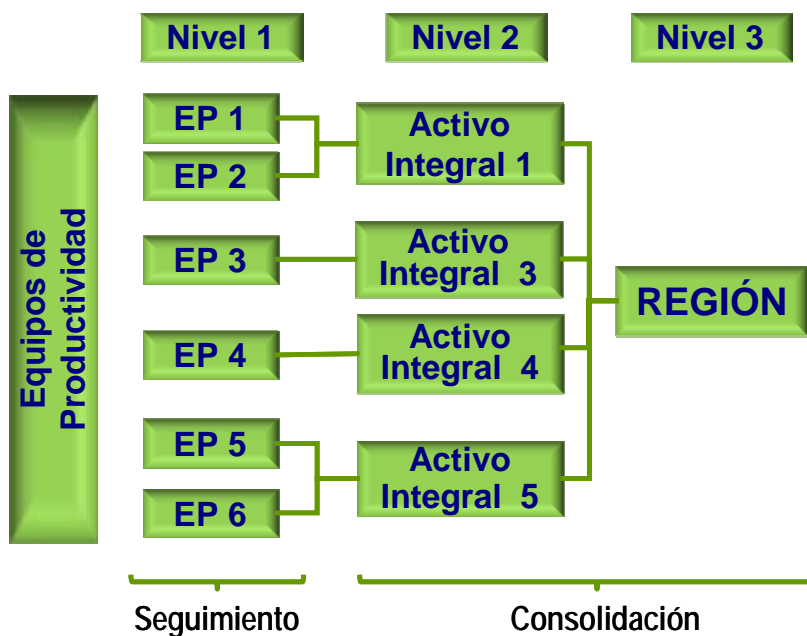 Nivel 1
Nivel 2
Nivel 3
Equipos de
Productividad
EP 1
EP 2
EP 3
EP 4
EP 5
EP 6
Activo
Integral 1
Activo
Integral 3
Activo
Integral 4
Activo
Integral 5
REGIÓN
Seguimiento
Consolidación